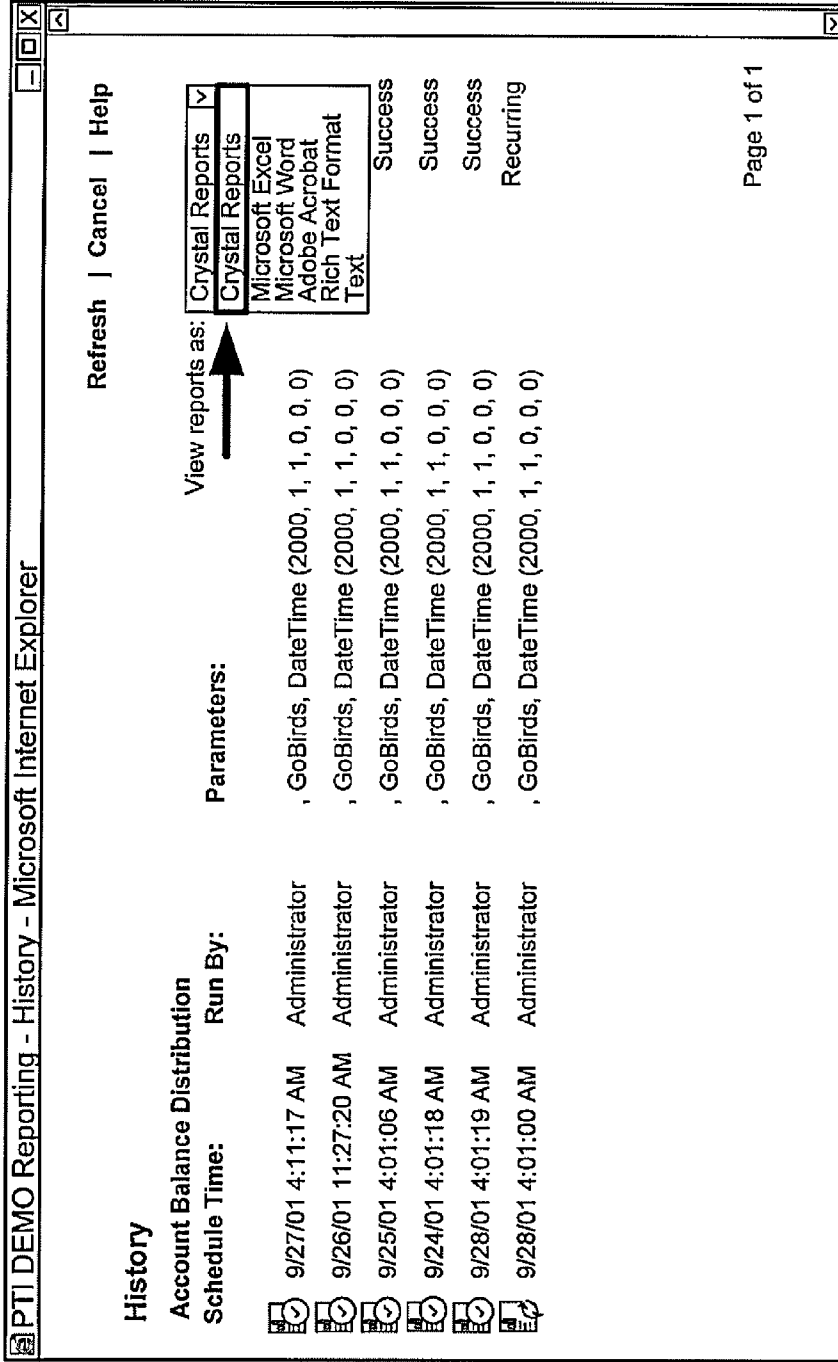 PTI DEMO Reporting - History - Microsoft Internet Explorer
Refresh | Cancel | Help
History
Account Balance Distribution
View reports as: Crystal Reports
Crystal Reports
Microsoft Excel
Microsoft Word
Adobe Acrobat
Rich Text Format
Text
Schedule Time: Run By: Parameters:
9/27/01 4:11:17 AM Administrator , GoBirds, DateTime (2000, 1, 1, 0, 0, 0)
9/26/01 11:27:20 AM Administrator , GoBirds, DateTime (2000, 1, 1, 0, 0, 0)
9/25/01 4:01:06 AM Administrator , GoBirds, DateTime (2000, 1, 1, 0, 0, 0) Success
9/24/01 4:01:18 AM Administrator , GoBirds, DateTime (2000, 1, 1, 0, 0, 0) Success
9/28/01 4:01:19 AM Administrator , GoBirds, DateTime (2000, 1, 1, 0, 0, 0) Success
9/28/01 4:01:00 AM Administrator , GoBirds, DateTime (2000, 1, 1, 0, 0, 0) Recurring
Page 1 of 1